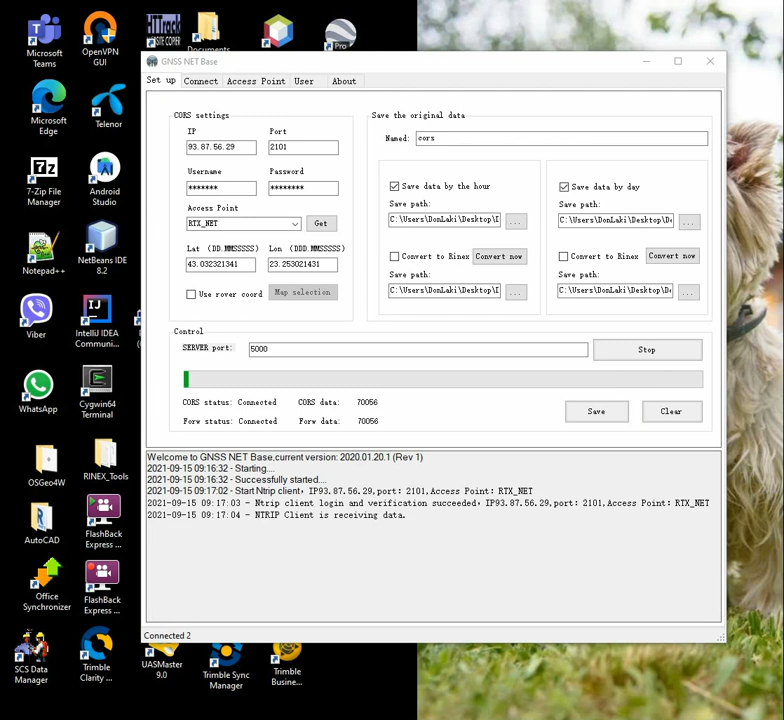 Microsoft Teams
OpenVPN GUI
HTTrack
SITE COPIER
Documents
Pro
Microsoft Edge
Telenor
7-Zip File Manager
Android Studio
Notepad++
NetBeans IDE 8.2
Viber
IntelliJ IDEA Communi...
WhatsApp
Cygwin64 Terminal
OSGeo4W
RINEX_Tools
AutoCAD
FlashBack Express ...
Office Synchronizer
FlashBack Express ...
SCS Data Manager
Trimble Clarity ...
UASMaster 9.0
Trimble Sync Manager
Trimble Busine...
GNSS NET Base
Set up Connect Access Point User About
CORS settings
IP Port
93.87.56.29 2101
Username Password
******* ********
Access Point
RTX_NET Get
Lat (DD.MMSSSSS) Lon (DDD.MMSSSSS)
43.032321341 23.253021431
Use rover coord Map selection
Save the original data
Named: cors
Save data by the hour
Save path:
C:\Users\DonLaki\Desktop\I ...
Convert to Rinex Convert now
Save path:
C:\Users\DonLaki\Desktop\I ...
Save data by day
Save path:
C:\Users\DonLaki\Desktop\D ...
Convert to Rinex Convert now
Save path:
C:\Users\DonLaki\Desktop\D ...
Control
SERVER port: 5000 Stop
CORS status: Connected CORS data: 70056
Forw status: Connected Forw data: 70056
Save Clear
Welcome to GNSS NET Base,current version: 2020.01.20.1 (Rev 1)
2021-09-15 09:16:32 - Starting....
2021-09-15 09:16:32 - Successfully started....
2021-09-15 09:17:02 - Start Ntrip client，IP93.87.56.29,port: 2101,Access Point: RTX_NET
2021-09-15 09:17:03 - Ntrip client login and verification succeeded，IP93.87.56.29,port: 2101,Access Point: RTX_NET
2021-09-15 09:17:04 - NTRIP Client is receiving data.
Connected 2